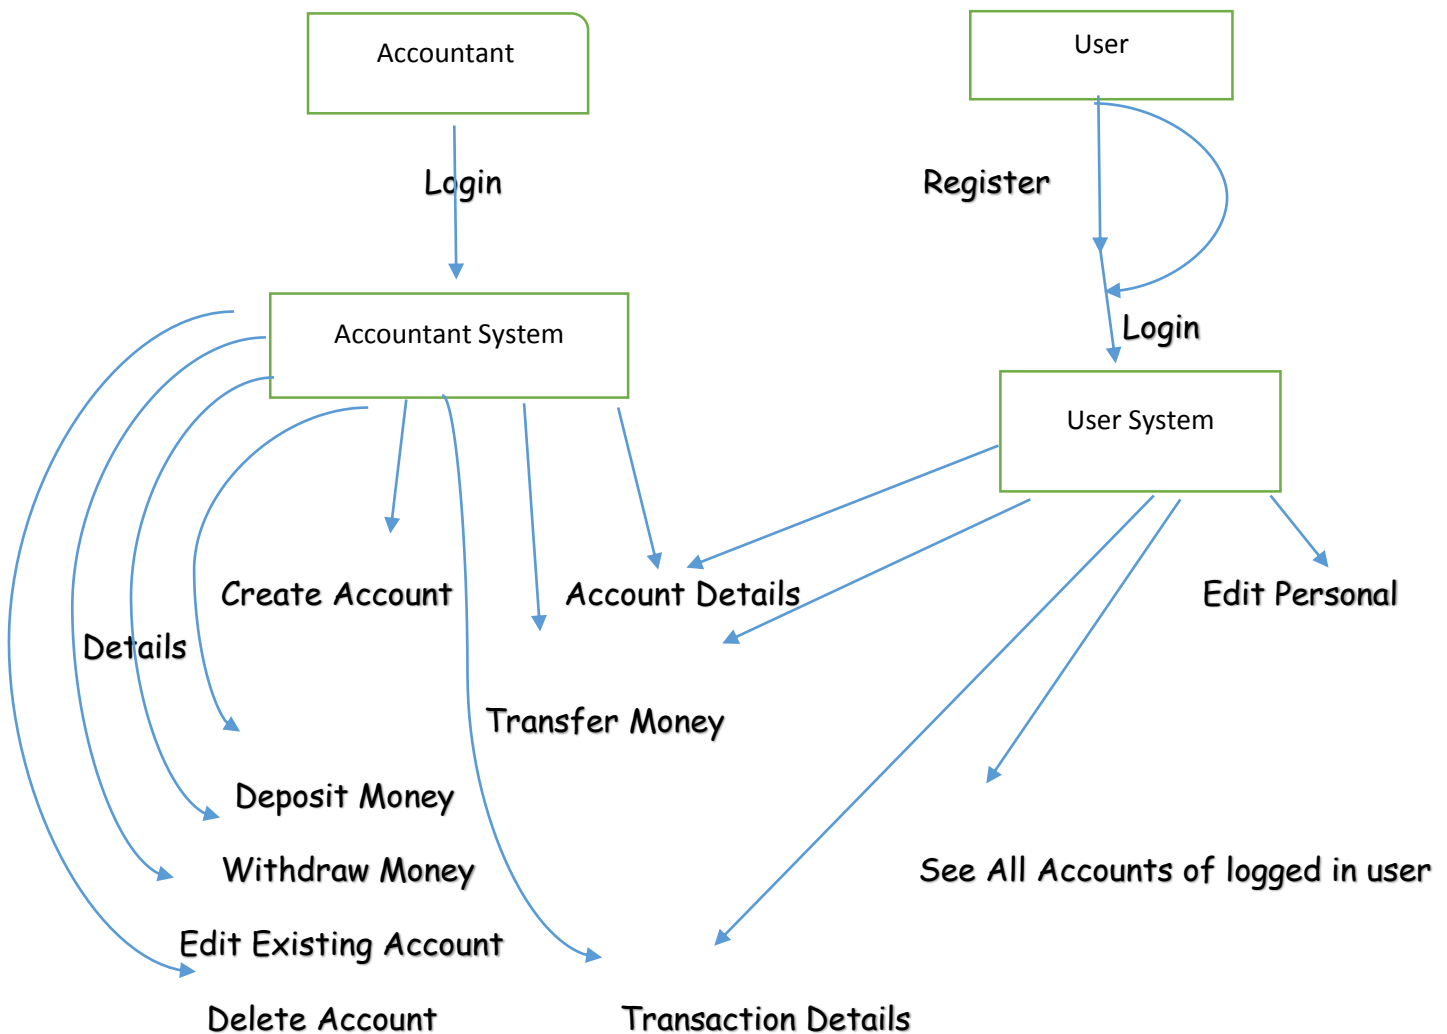 Accountant
User
Login
Register
Login
Accountant System
User System
Create Account
Account Details
Edit Personal
Details
Transfer Money
Deposit Money
Withdraw Money
See All Accounts of logged in user
Edit Existing Account
Delete Account
Transaction Details